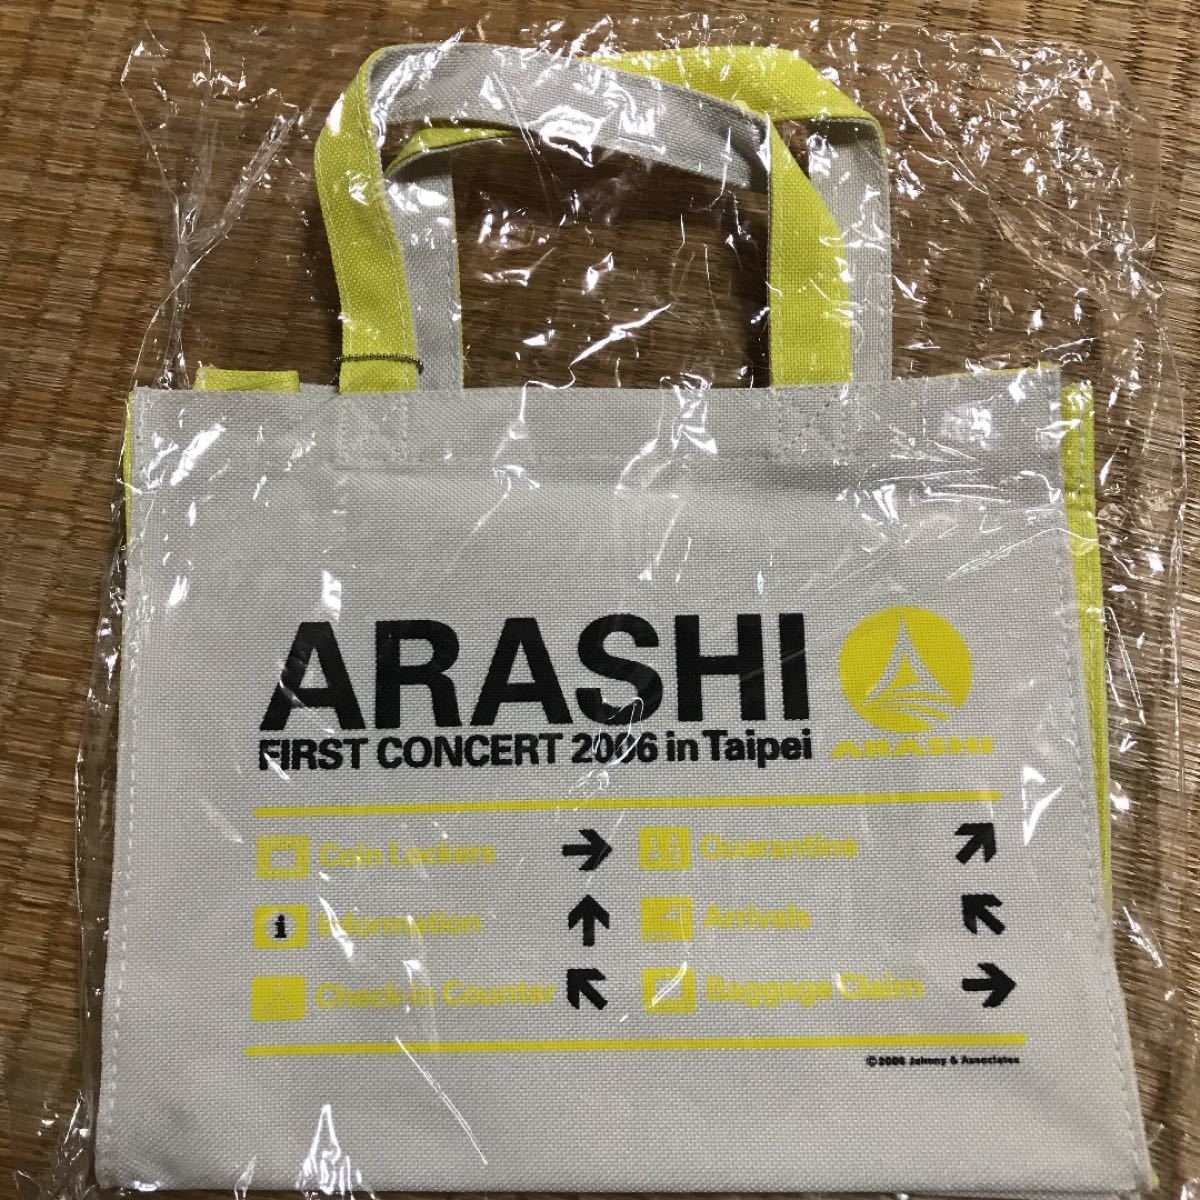 ARASHI
FIRST CONCERT 2006 in Taipei
ARASHI
Coin Lockers
Quarantine
i Information
Arrivals
Check-in Counter
Baggage Claim
©2006 Johnny & Associates